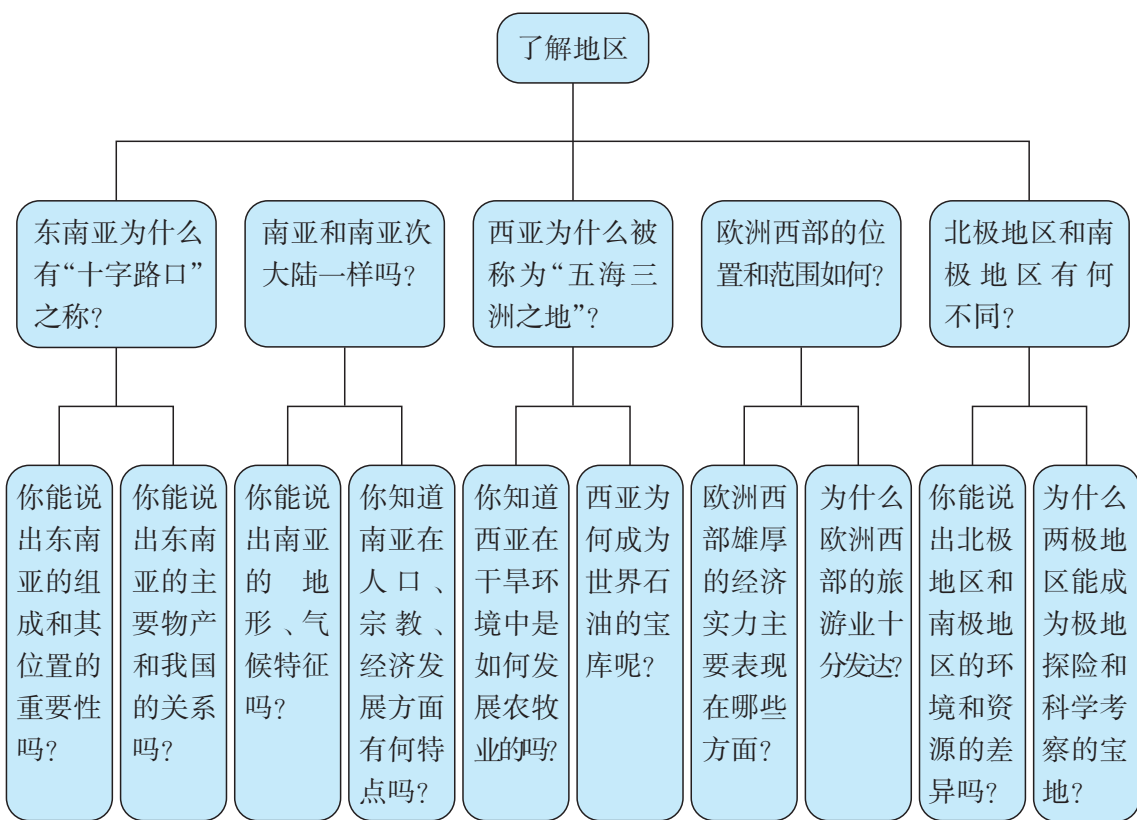 了解地区
东南亚为什么
有“十字路口”
之称？
南亚和南亚次
大陆一样吗？
西亚为什么被
称为“五海三
洲之地”？
欧洲西部的位
置和范围如何？
北极地区和南
极地区有何
不同？
你能说
出东南
亚的组
成和其
位置的
重要性
吗？
你能说
出东南
亚的主
要物产
和我国
的关系
吗？
你能说
出南亚
的地
形、气
候特征
吗？
你知道
南亚在
人口、
宗教、
经济发
展方面
有何特
点吗？
你知道
西亚在
干旱环
境中是
如何发
展农牧
业的吗？
西亚为
何成为
世界石
油的宝
库呢？
欧洲西
部雄厚
的经济
实力主
要表现
在哪些
方面？
为什么
欧洲西
部的旅
游业十
分发达？
你能说
出北极
地区和
南极地
区的环
境和资
源的差
异吗？
为什么
两极地
区能成
为极地
探险和
科学考
察的宝
地？